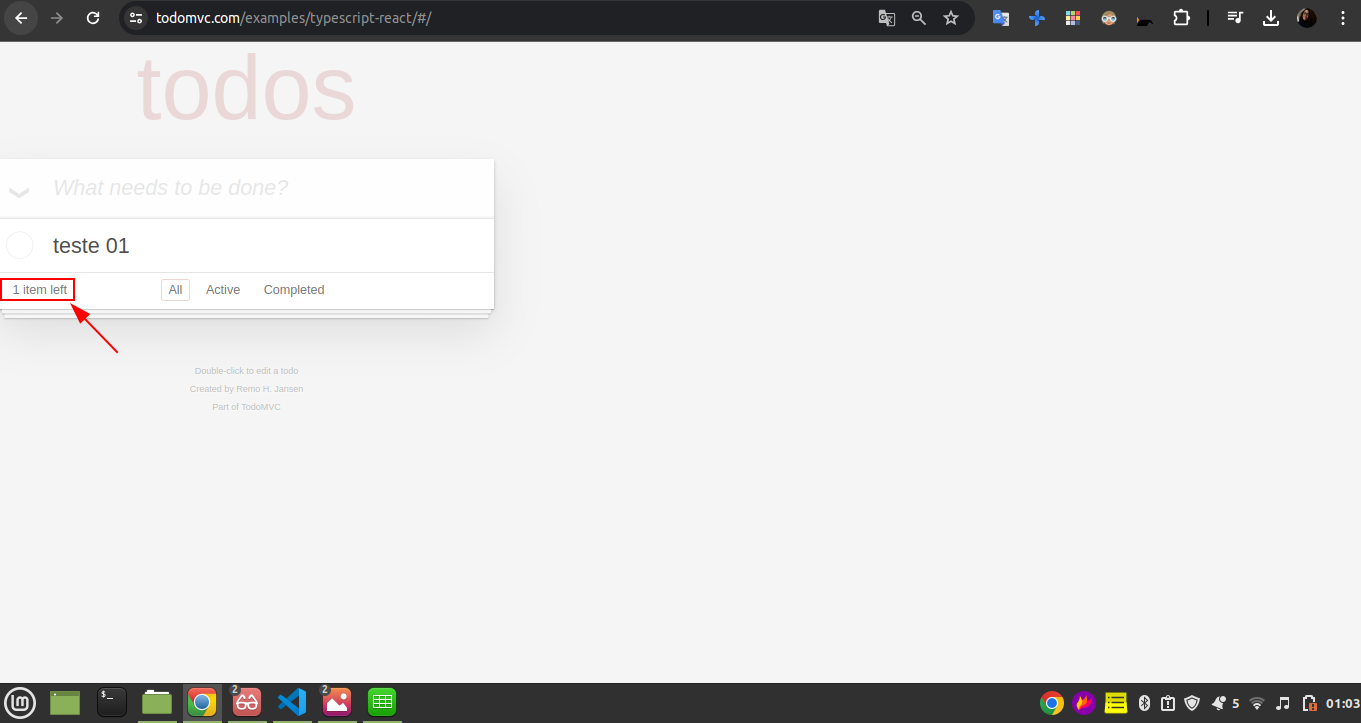 todomvc.com/examples/typescript-react/#/
todos
What needs to be done?
teste 01
1 item left All Active Completed
Double-click to edit a todo
Created by Remo H. Jansen
Part of TodoMVC
$_ 2 2 5 01:03